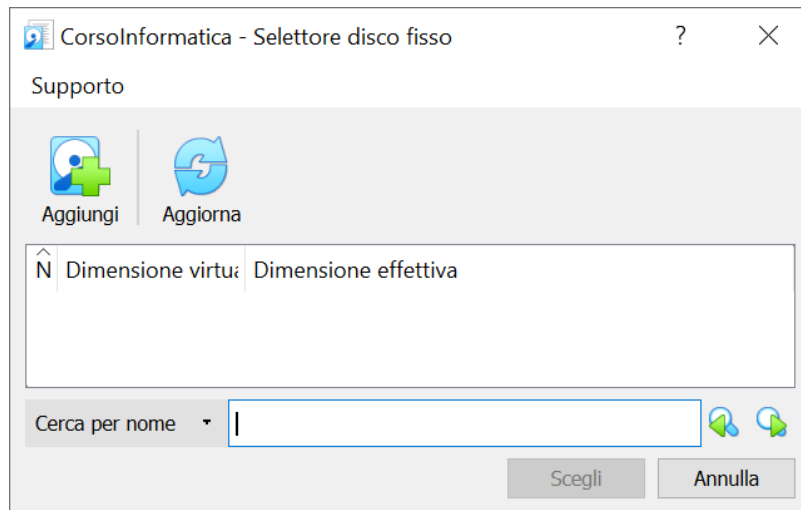 CorsoInformatica - Selettore disco fisso ?
Supporto
Aggiungi Aggiorna
N Dimensione virtua Dimensione effettiva
Cerca per nome
Scegli Annulla